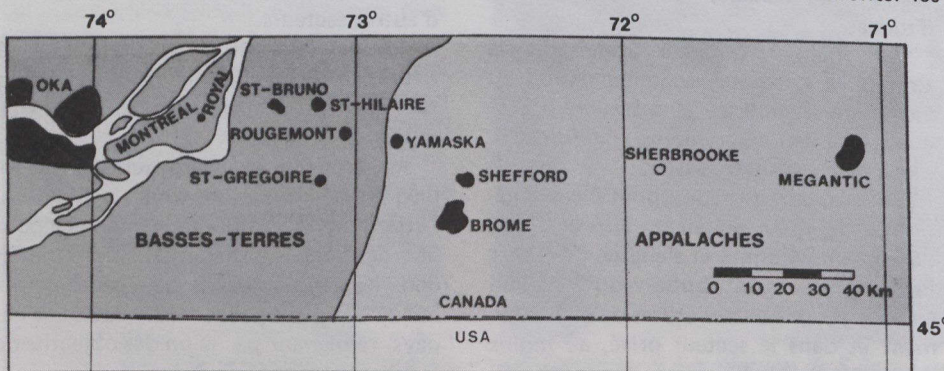 74° 73° 72° 71°
OKA
ST-BRUNO
ROYAL
ST-HILAIRE
MONTREAL
ROUGEMONT
YAMASKA
SHERBROOKE
ST-GREGOIRE
SHEFFORD
MEGANTIC
BROME
BASSES-TERRES
APPALACHES
0 10 20 30 40 Km
CANADA
45°
USA